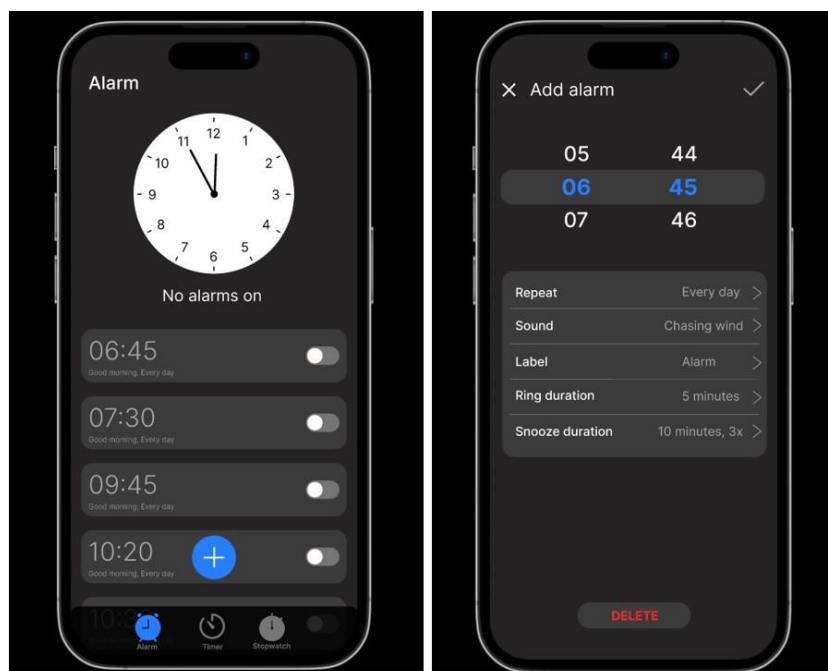 Alarm
12
11 1
10 2
9 3
8 4
7 5
6
No alarms on
06:45
Good morning, Every day
07:30
Good morning, Every day
09:45
Good morning, Every day
10:20
Good morning, Every day
+
Alarm Timer Stopwatch
Add alarm
05 44
06 45
07 46
Repeat Every day
Sound Chasing wind
Label Alarm
Ring duration 5 minutes
Snooze duration 10 minutes, 3x
DELETE